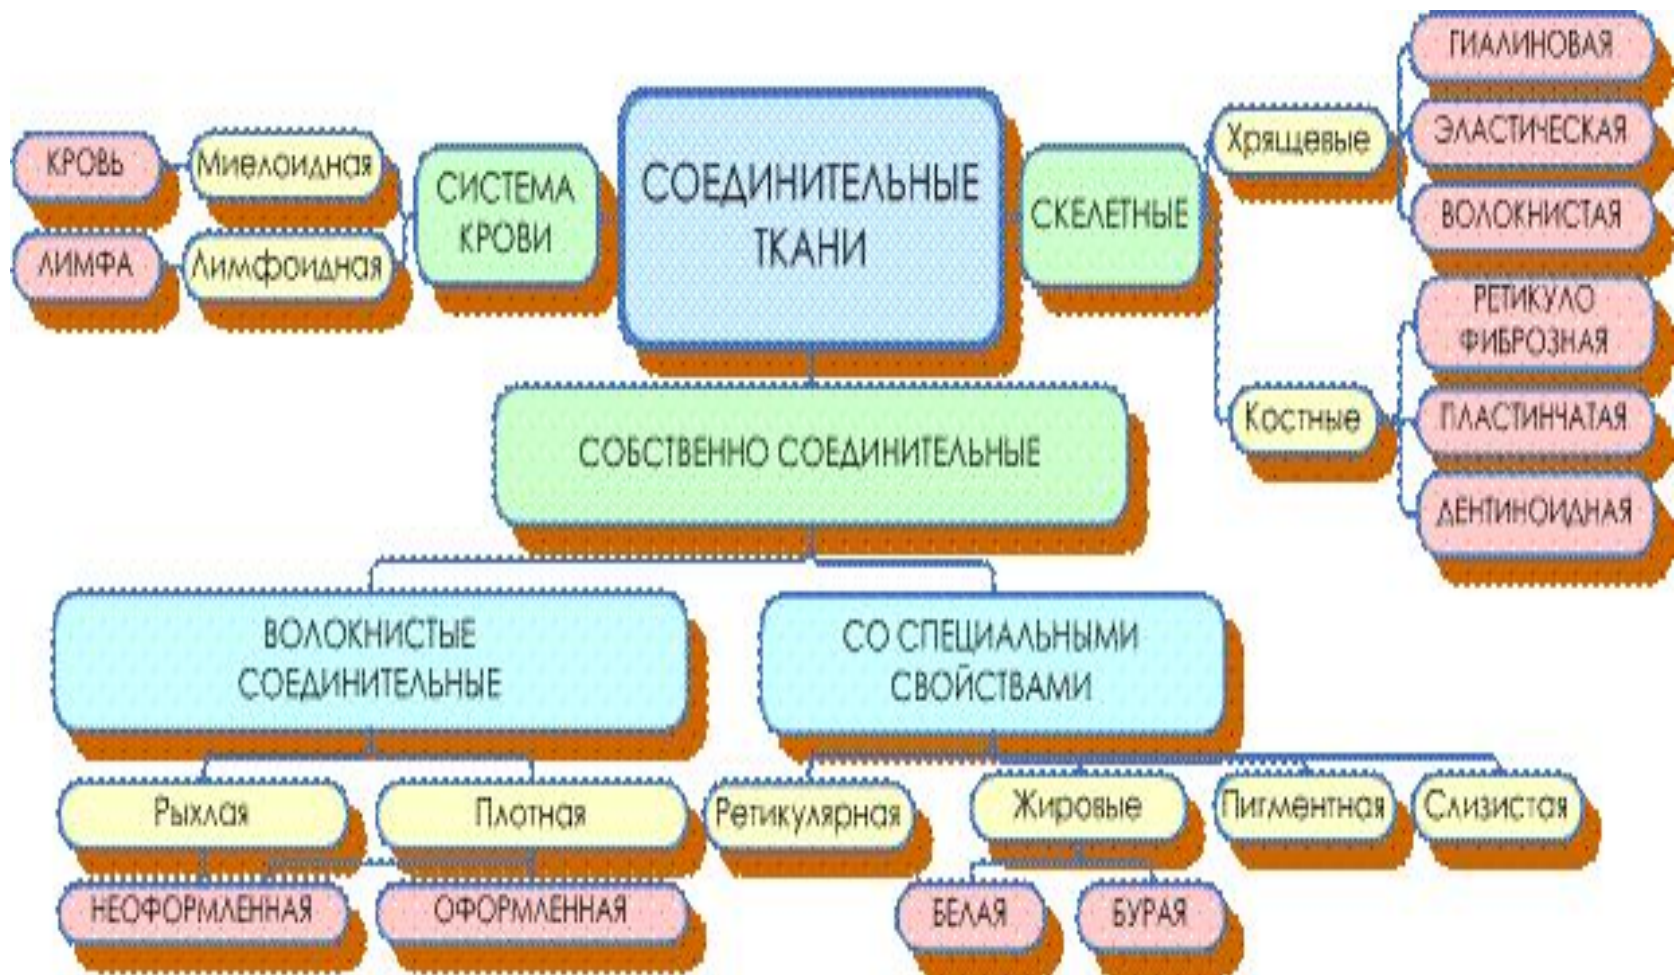 СОЕДИНИТЕЛЬНЫЕ
ТКАНИ
СИСТЕМА
КРОВИ
Миелоидная
КРОВЬ
Лимфоидная
ЛИМФА
СКЕЛЕТНЫЕ
Хрящевые
ГИАЛИНОВАЯ
ЭЛАСТИЧЕСКАЯ
ВОЛОКНИСТАЯ
Костные
РЕТИКУЛО
ФИБРОЗНАЯ
ПЛАСТИНЧАТАЯ
ДЕНТИНОИДНАЯ
СОБСТВЕННО СОЕДИНИТЕЛЬНЫЕ
ВОЛОКНИСТЫЕ
СОЕДИНИТЕЛЬНЫЕ
Рыхлая
Плотная
НЕОФОРМЛЕННАЯ
ОФОРМЛЕННАЯ
СО СПЕЦИАЛЬНЫМИ
СВОЙСТВАМИ
Ретикулярная
Жировые
Пигментная
Слизистая
БЕЛАЯ
БУРАЯ